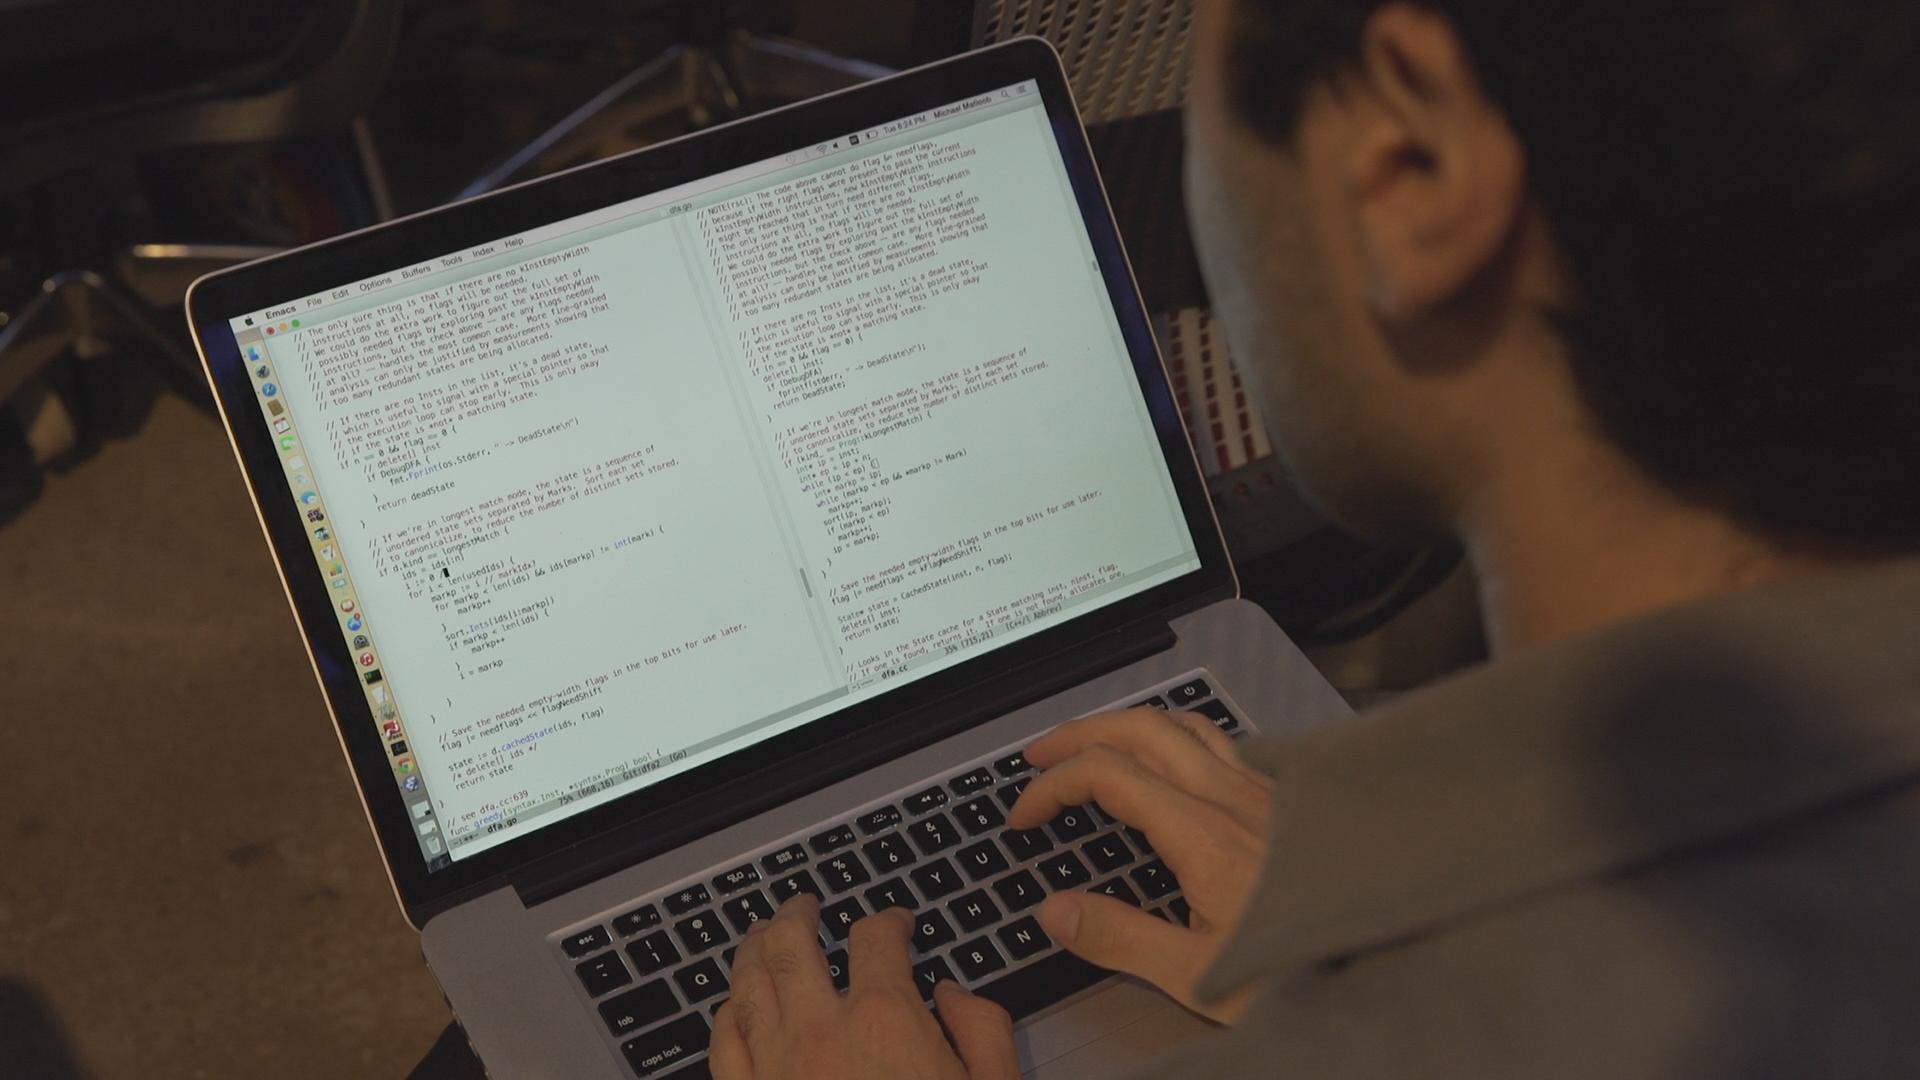 Emacs File Edit Options Buffers Tools Index Help
Tue 8:24 PM Michael Matloob
dfa.go
// The only sure thing is that if there are no kInstEmptyWidth
// instructions at all, no flags will be needed.
// We could do the extra work to figure out the full set of
// possibly needed flags by exploring past the kInstEmptyWidth
// instructions, but the check above -- are any flags needed
// at all? -- handles the most common case. More fine-grained
// analysis can only be justified by measurements showing that
// too many redundant states are being allocated.
// If there are no Insts in the list, it's a dead state,
// which is useful to signal with a special pointer so that
// the execution loop can stop early. This is only okay
// if the state is *not* a matching state.
if n == 0 && flag == 0 {
// delete[] inst
if DebugDFA {
fmt.Fprint(os.Stderr, " -> DeadState\n")
}
return deadState
}
// If we're in longest match mode, the state is a sequence of
// unordered state sets separated by Marks. Sort each set
// to canonicalize, to reduce the number of distinct sets stored.
if d.kind == longestMatch {
ids = ids[:n]
i := 0 /
for i < len(usedIds) {
markp := i // markIdx,
for markp < len(ids) && ids[markp] != int(mark) {
markp++
}
sort.Ints(ids[i:markp])
if markp < len(ids) {
markp++
}
i = markp
}
}
// Save the needed empty-width flags in the top bits for use later.
flag |= needflags << flagNeedShift
state := d.cachedState(ids, flag)
/* delete[] ids */
return state
}
// see dfa.cc:639
func greedy(syntax.Inst, *syntax.Prog) bool {
dfa.go 75% (668,16) Git:dfa2 (Go)
// NOTE(rsc): The code above cannot do flag &= needflags,
// because if the right flags were present to pass the current
// kInstEmptyWidth instructions, new kInstEmptyWidth instructions
// might be reached that in turn need different flags.
// The only sure thing is that if there are no kInstEmptyWidth
// instructions at all, no flags will be needed.
// We could do the extra work to figure out the full set of
// possibly needed flags by exploring past the kInstEmptyWidth
// instructions, but the check above -- are any flags needed
// at all? -- handles the most common case. More fine-grained
// analysis can only be justified by measurements showing that
// too many redundant states are being allocated.
// If there are no Insts in the list, it's a dead state,
// which is useful to signal with a special pointer so that
// the execution loop can stop early. This is only okay
// if the state is *not* a matching state.
if (n == 0 && flag == 0) {
delete[] inst;
if (DebugDFA)
fprintf(stderr, " -> DeadState\n");
return DeadState;
}
// If we're in longest match mode, the state is a sequence of
// unordered state sets separated by Marks. Sort each set
// to canonicalize, to reduce the number of distinct sets stored.
if (kind_ == Prog::kLongestMatch) {
int* ip = inst;
int* ep = ip + n;
while (ip < ep) {
int* markp = ip;
while (markp < ep && *markp != Mark)
markp++;
sort(ip, markp);
if (markp < ep)
markp++;
ip = markp;
}
}
// Save the needed empty-width flags in the top bits for use later.
flag |= needflags << kFlagNeedShift;
State* state = CachedState(inst, n, flag);
delete[] inst;
return state;
}
// Looks in the State cache for a State matching inst, ninst, flag.
// If one is found, returns it. If one is not found, allocates one,
dfa.cc 35% (715,21) (C++/l Abbrev)
esc
~
! 1
@ 2
# 3
$
% 5
^ 6
& 7
* 8
tab
Q
R
T
Y
U
I
O
caps lock
D
G
H
J
K
L
V
B
N
<
>